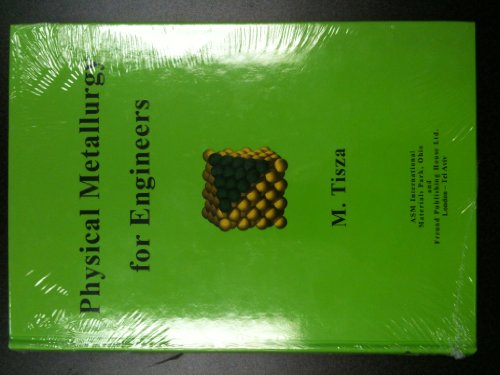 Physical Metallurgy
for Engineers
M. Tisza
ASM International
Materials Park, Ohio
and
Freund Publishing House Ltd.
London - Tel Aviv